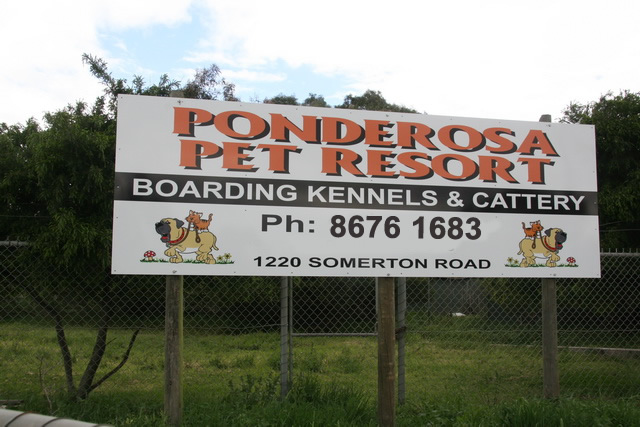 PONDEROSA
PET RESORT
BOARDING KENNELS & CATTERY
Ph: 8676 1683
1220 SOMERTON ROAD